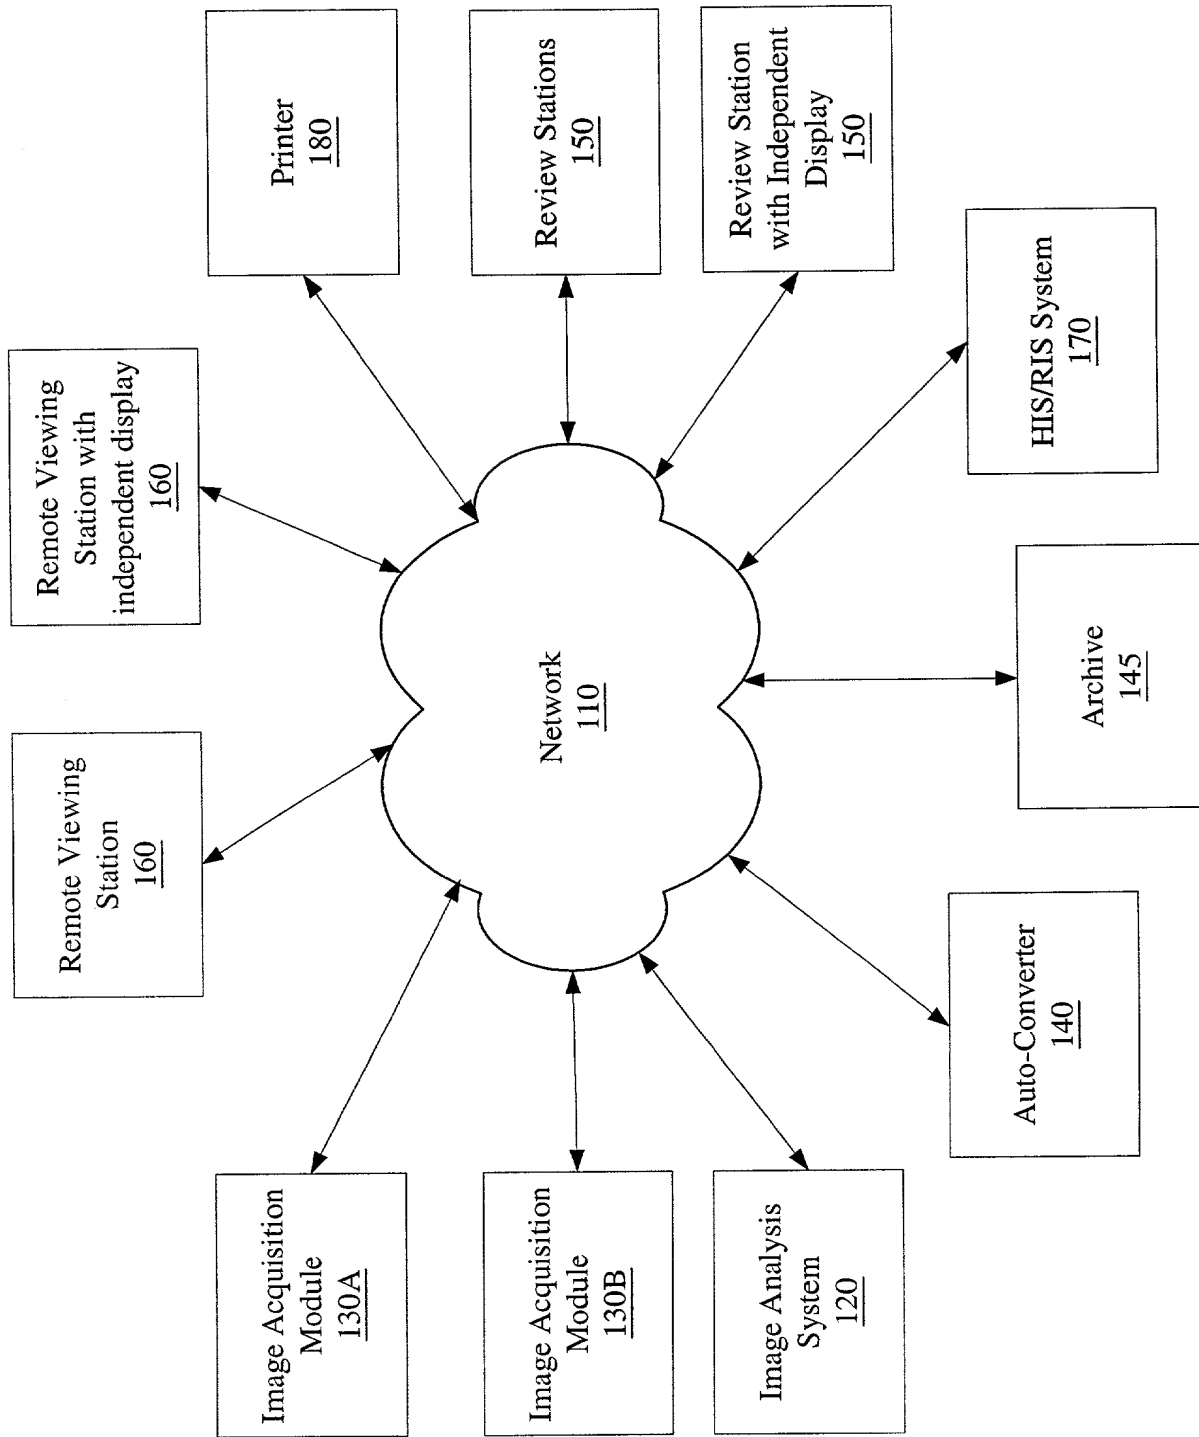 Remote Viewing
Station
160
Remote Viewing
Station with
independent display
160
Image Acquisition
Module
130A
Printer
180
Image Acquisition
Module
130B
Network
110
Review Stations
150
Image Analysis
System
120
Review Station
with Independent
Display
150
Auto-Converter
140
Archive
145
HIS/RIS System
170